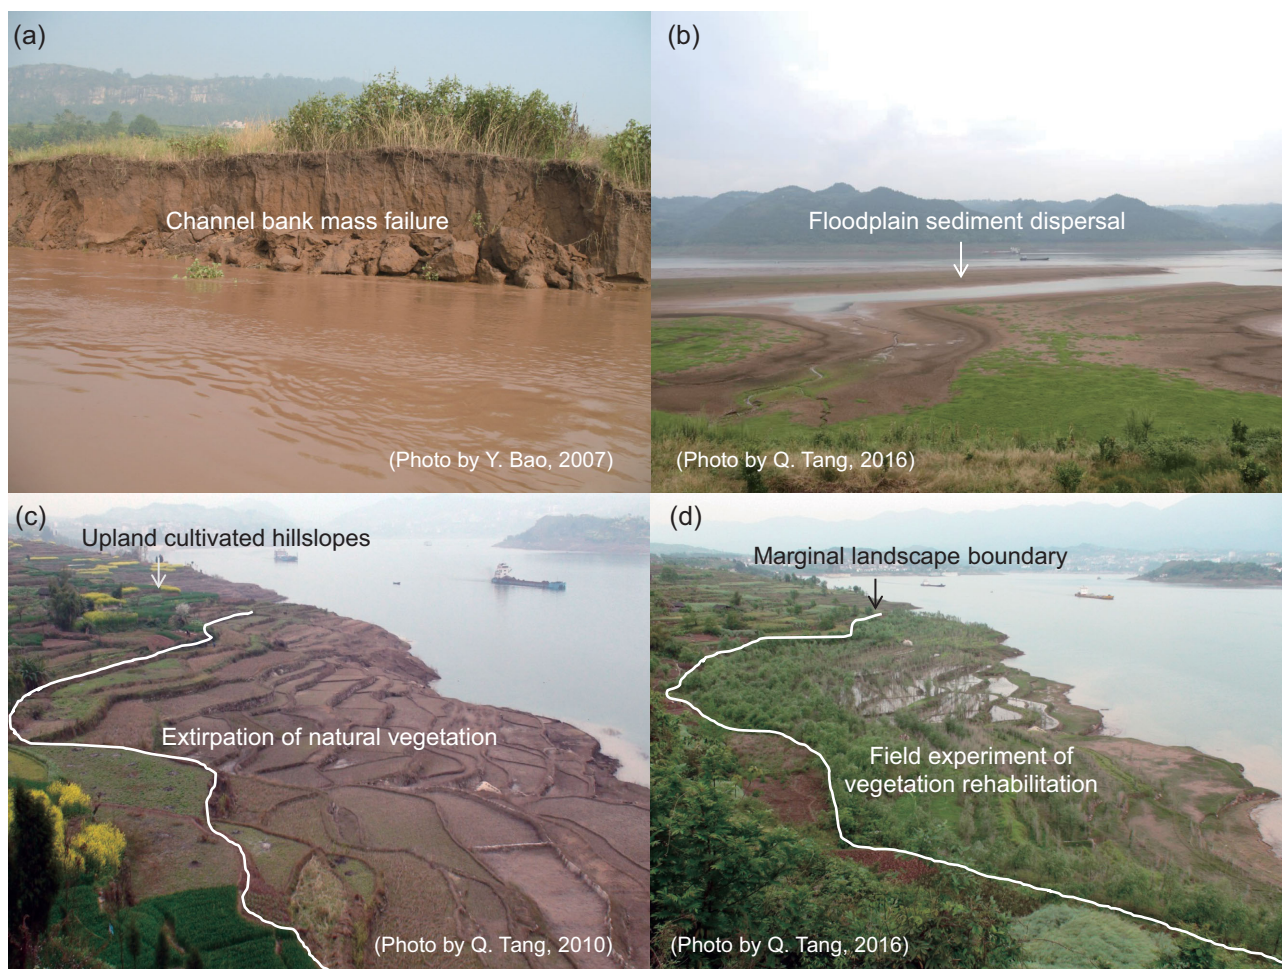 (a)
Channel bank mass failure
(Photo by Y. Bao, 2007)
(b)
Floodplain sediment dispersal
(Photo by Q. Tang, 2016)
(c)
Upland cultivated hillslopes
Extirpation of natural vegetation
(Photo by Q. Tang, 2010)
(d)
Marginal landscape boundary
Field experiment of
vegetation rehabilitation
(Photo by Q. Tang, 2016)